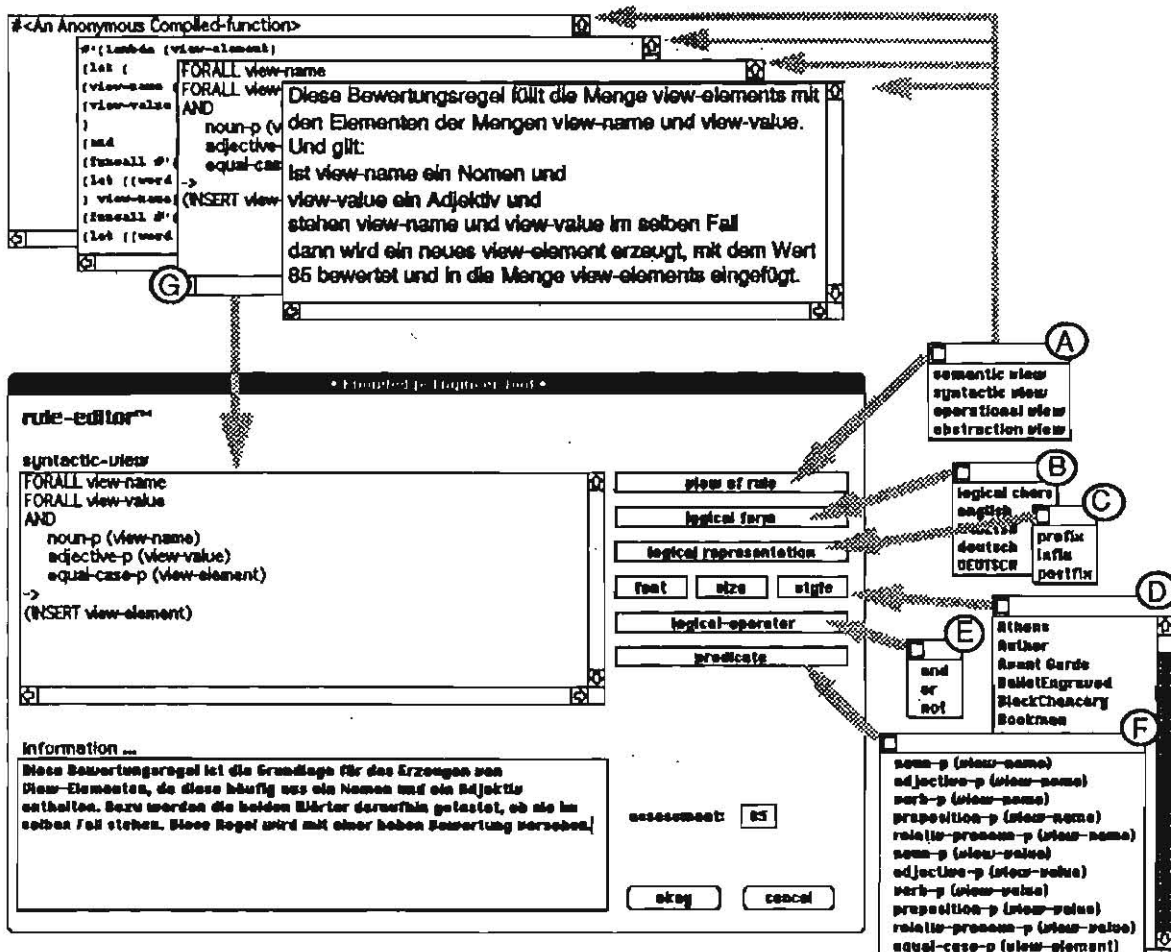 #<An Anonymous Compiled-function>
#'(lambda (view-element)
(let (
(view-name (
(view-value
)
(and
(funcall #'(
(let ((word
) view-name)
(funcall #'(
(let ((word
FORALL view-name
FORALL view-
AND
noun-p (v
adjective-
equal-cas
->
(INSERT view-
Diese Bewertungsregel füllt die Menge view-elements mit
den Elementen der Mengen view-name und view-value.
Und gilt:
ist view-name ein Nomen und
view-value ein Adjektiv und
stehen view-name und view-value im selben Fall
dann wird ein neues view-element erzeugt, mit dem Wert
85 bewertet und in die Menge view-elements eingefügt.
G
A
semantic view
syntactic view
operational view
abstraction view
• Knowledge Engineer Tool •
rule-editor™
syntactic-view
FORALL view-name
FORALL view-value
AND
noun-p (view-name)
adjective-p (view-value)
equal-case-p (view-element)
->
(INSERT view-element)
view of rule
logical form
logical representation
font size style
logical-operator
predicate
B
logical chars
english
deutsch
DEUTSCH
C
prefix
infix
postfix
D
Athens
Author
Avant Garde
BalletEngraved
BlackChancery
Bookman
E
and
or
not
F
noun-p (view-name)
adjective-p (view-name)
verb-p (view-name)
preposition-p (view-name)
relativ-pronoun-p (view-name)
noun-p (view-value)
adjective-p (view-value)
verb-p (view-value)
preposition-p (view-value)
relativ-pronoun-p (view-value)
equal-case-p (view-element)
Information ...
Diese Bewertungsregel ist die Grundlage für das Erzeugen von
View-Elementen, da diese häufig aus ein Nomen und ein Adjektiv
enthalten. Dazu werden die beiden Wörter daraufhin getestet, ob sie im
selben Fall stehen. Diese Regel wird mit einer hohen Bewertung versehen.
assessment: 85
okay
cancel